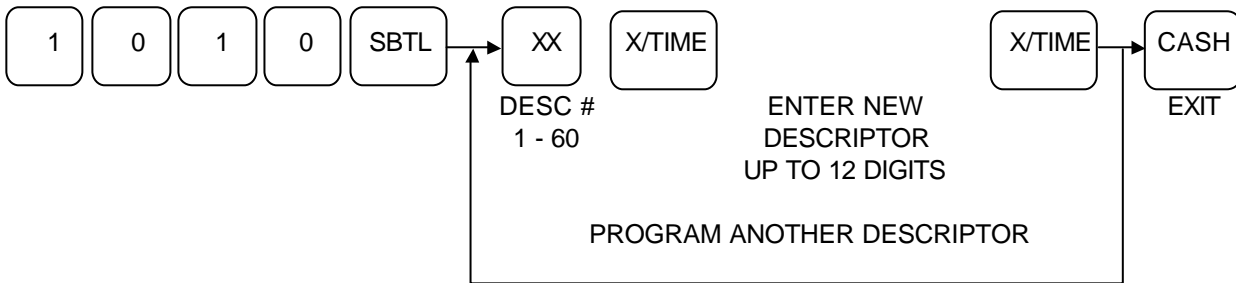 1 0 1 0 SBTL XX X/TIME X/TIME CASH
DESC # ENTER NEW EXIT
1 - 60 DESCRIPTOR
UP TO 12 DIGITS
PROGRAM ANOTHER DESCRIPTOR